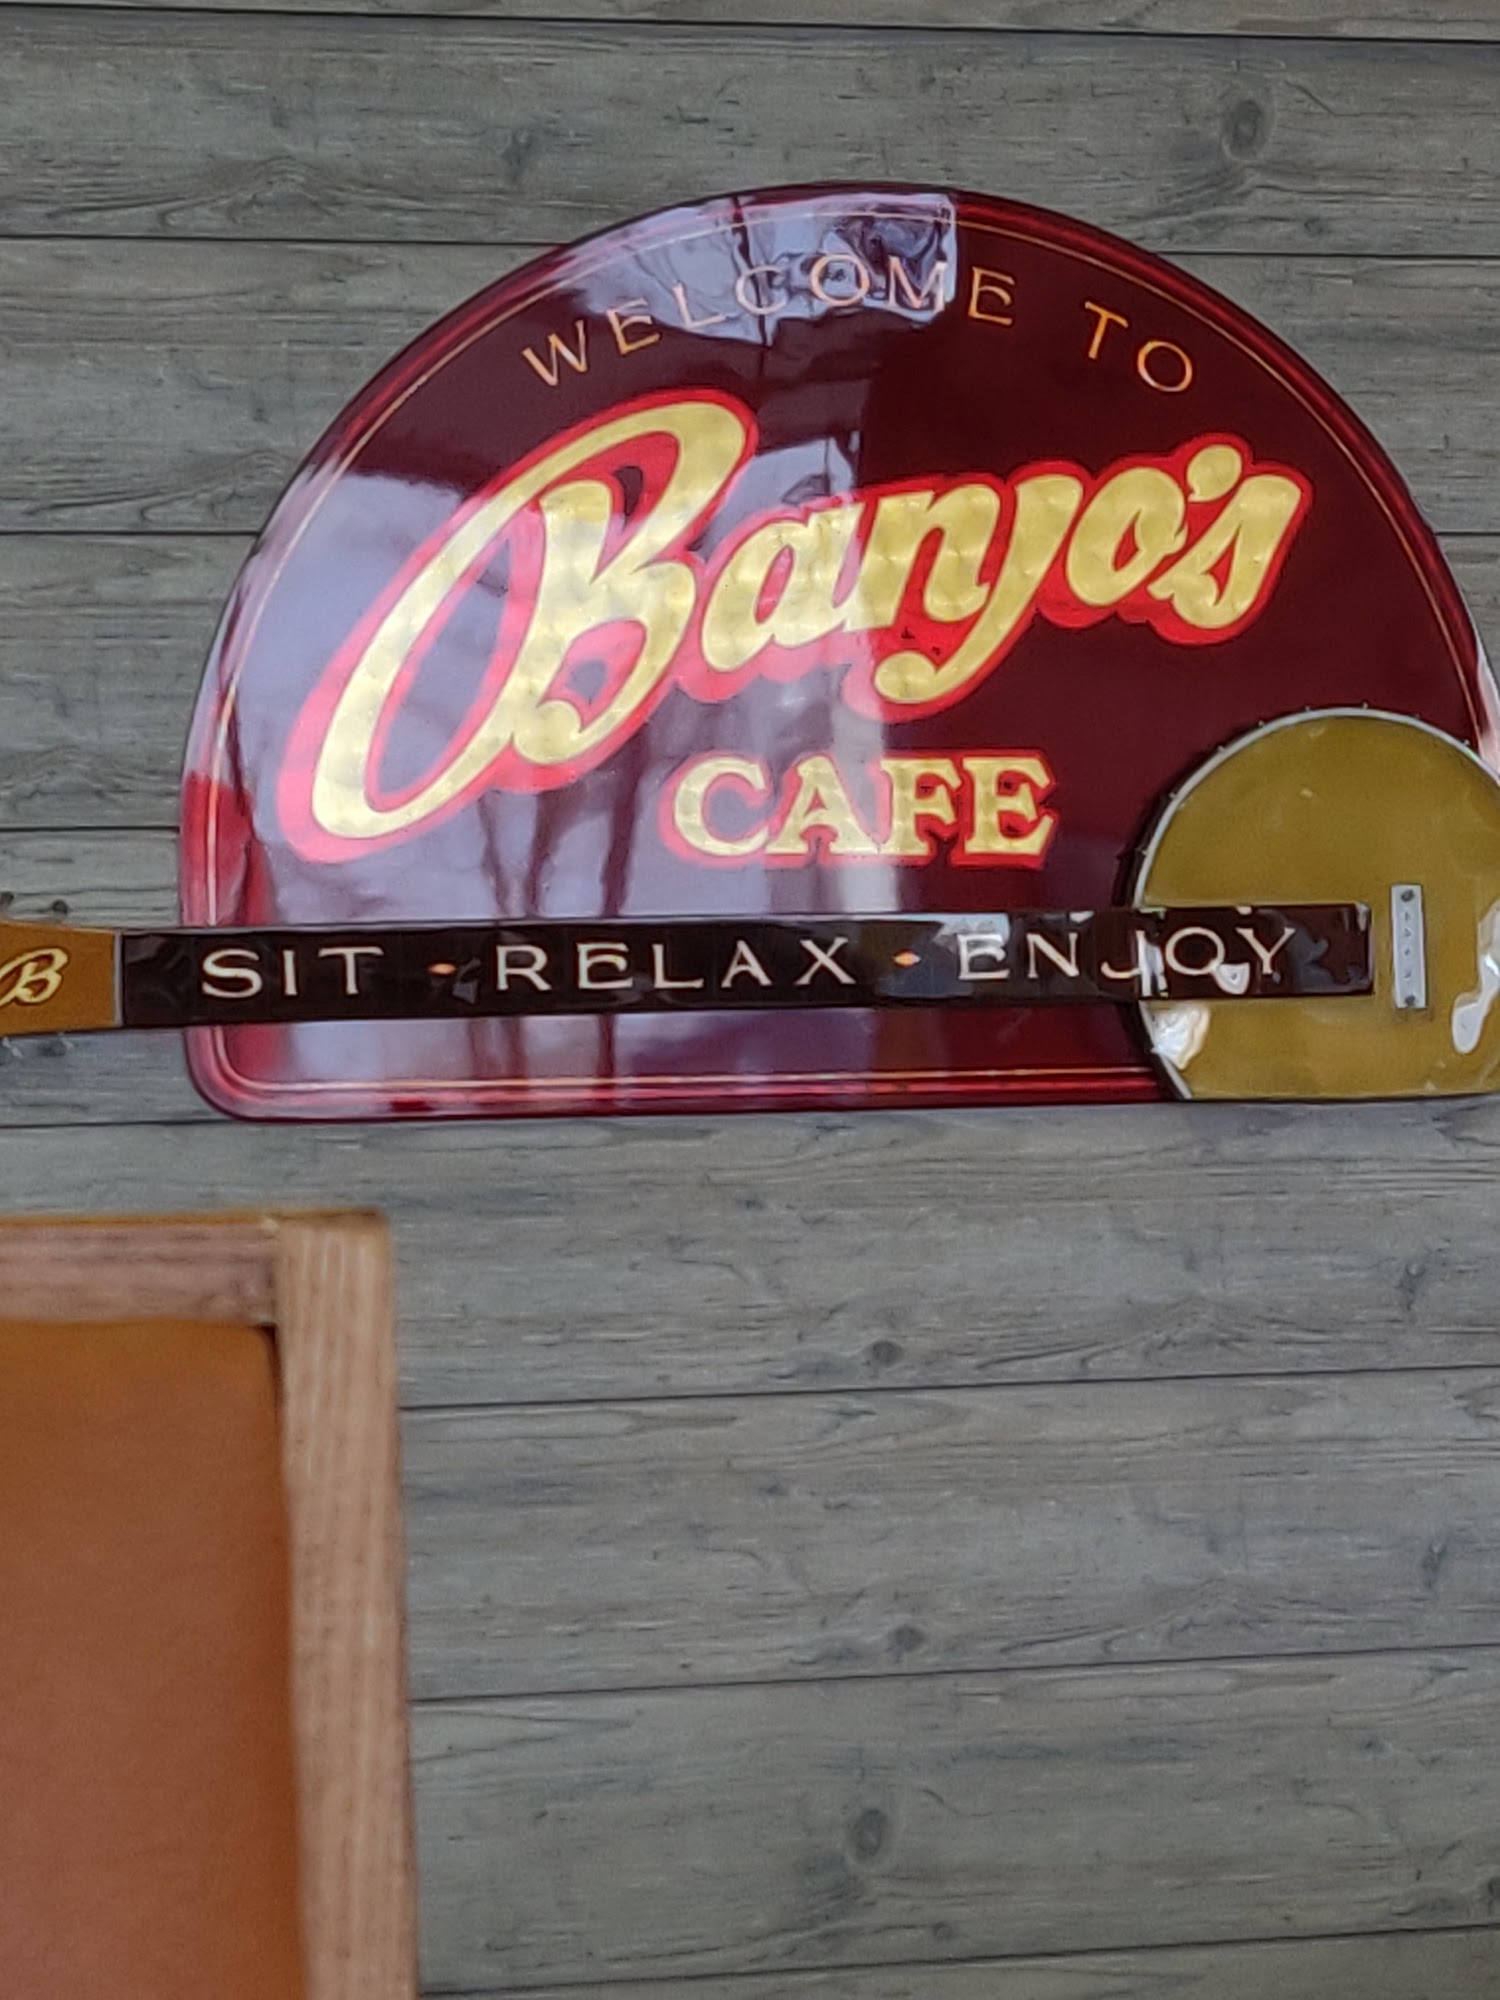 WELCOME TO
Banjo's
CAFE
B SIT · RELAX · ENJOY